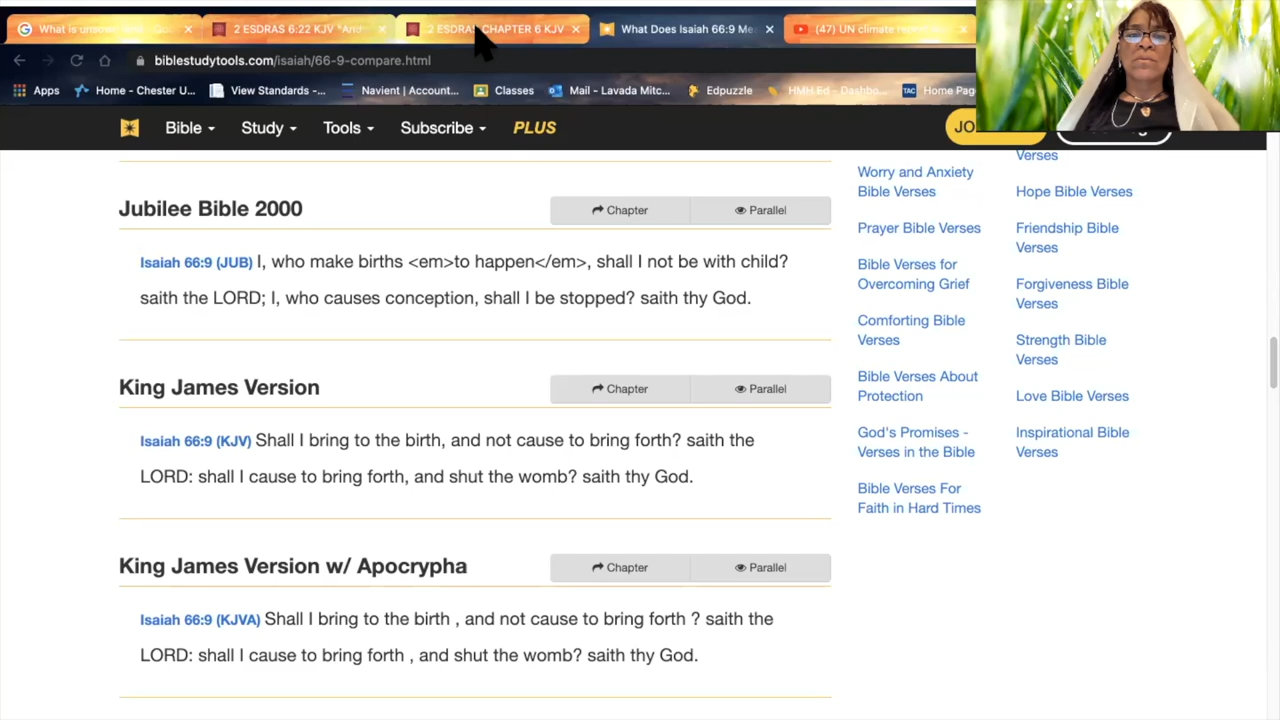 What is unsow
2 ESDRAS 6:22 KJV "And
2 ESDRAS CHAPTER 6 KJV
What Does Isaiah 66:9 Me
(47) UN climate report
biblestudytools.com/isaiah/66-9-compare.html
Apps
Home - Chester U...
View Standards -...
Navient | Account...
Classes
Mail - Lavada Mitc...
Edpuzzle
HMH Ed - Dashbo...
TAC
Home Page
Bible
Study
Tools
Subscribe
PLUS
JO
Jubilee Bible 2000
Chapter
Parallel
Isaiah 66:9 (JUB) I, who make births <em>to happen</em>, shall I not be with child?
saith the LORD; I, who causes conception, shall I be stopped? saith thy God.
King James Version
Chapter
Parallel
Isaiah 66:9 (KJV) Shall I bring to the birth, and not cause to bring forth? saith the
LORD: shall I cause to bring forth, and shut the womb? saith thy God.
King James Version w/ Apocrypha
Chapter
Parallel
Isaiah 66:9 (KJVA) Shall I bring to the birth , and not cause to bring forth ? saith the
LORD: shall I cause to bring forth , and shut the womb? saith thy God.
Worry and Anxiety
Bible Verses
Prayer Bible Verses
Bible Verses for
Overcoming Grief
Comforting Bible
Verses
Bible Verses About
Protection
God's Promises -
Verses in the Bible
Bible Verses For
Faith in Hard Times
Verses
Hope Bible Verses
Friendship Bible
Verses
Forgiveness Bible
Verses
Strength Bible
Verses
Love Bible Verses
Inspirational Bible
Verses